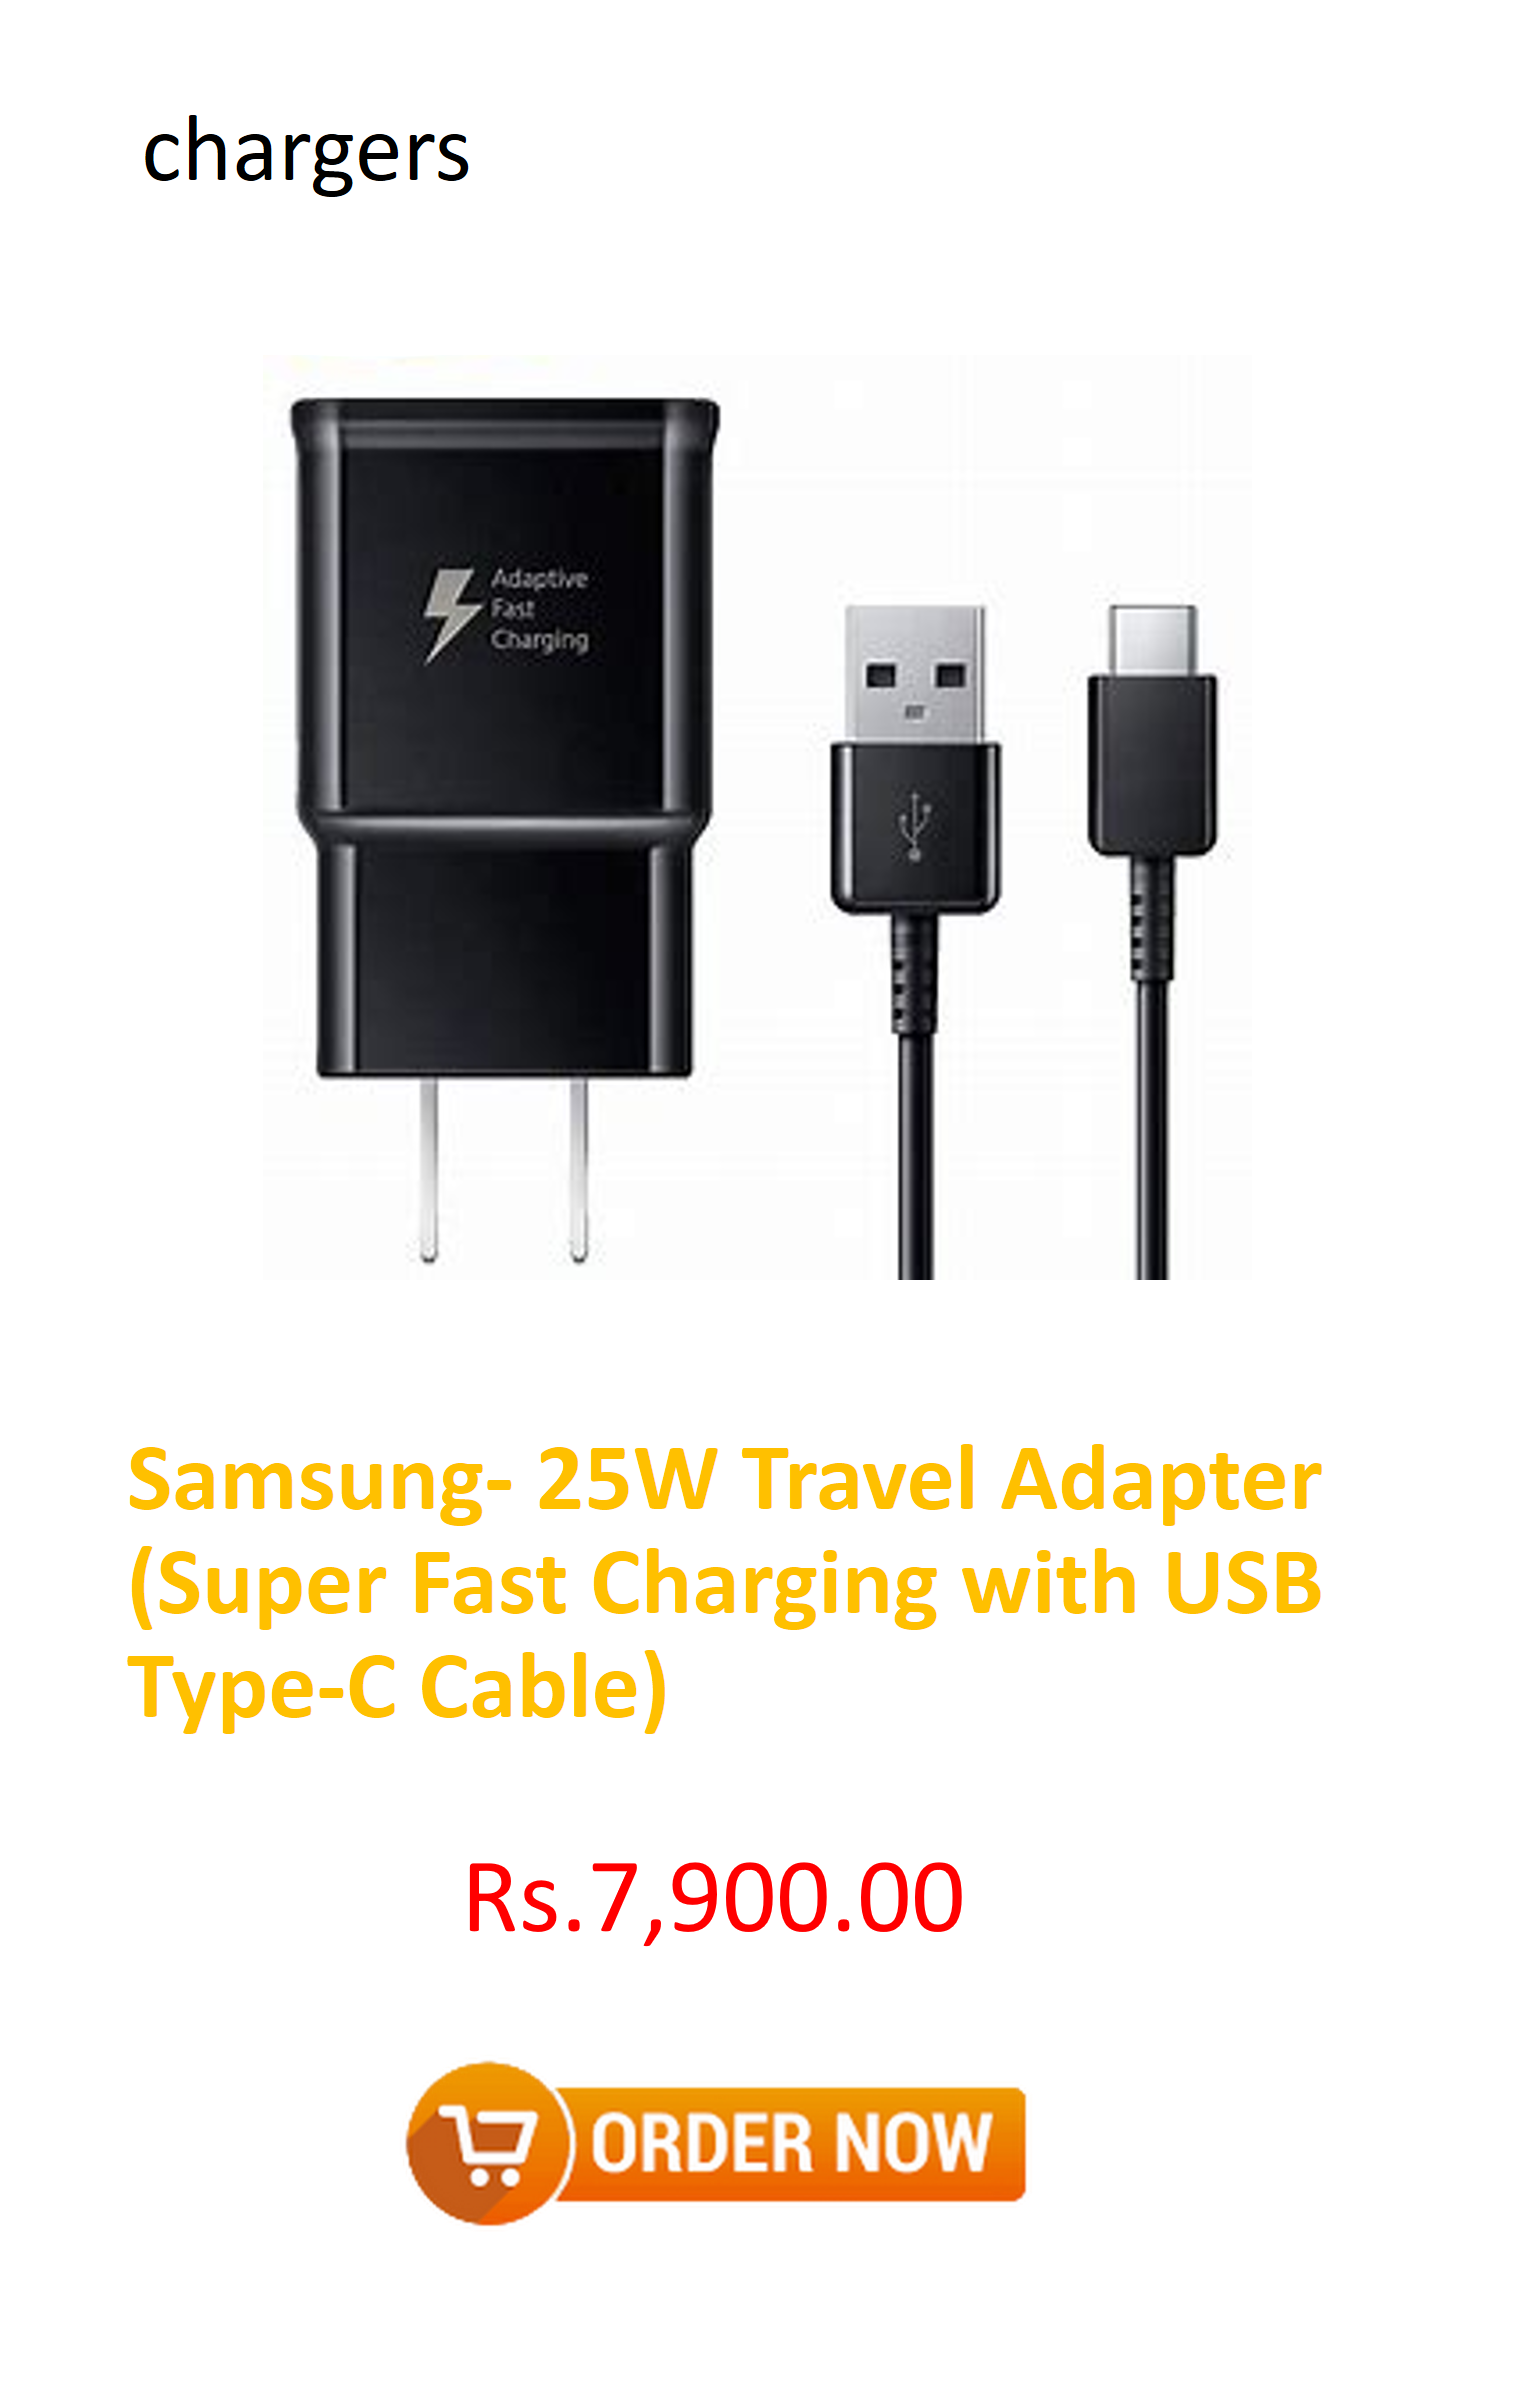 chargers
Adaptive
Fast
Charging
Samsung- 25W Travel Adapter
(Super Fast Charging with USB
Type-C Cable)
Rs.7,900.00
ORDER NOW